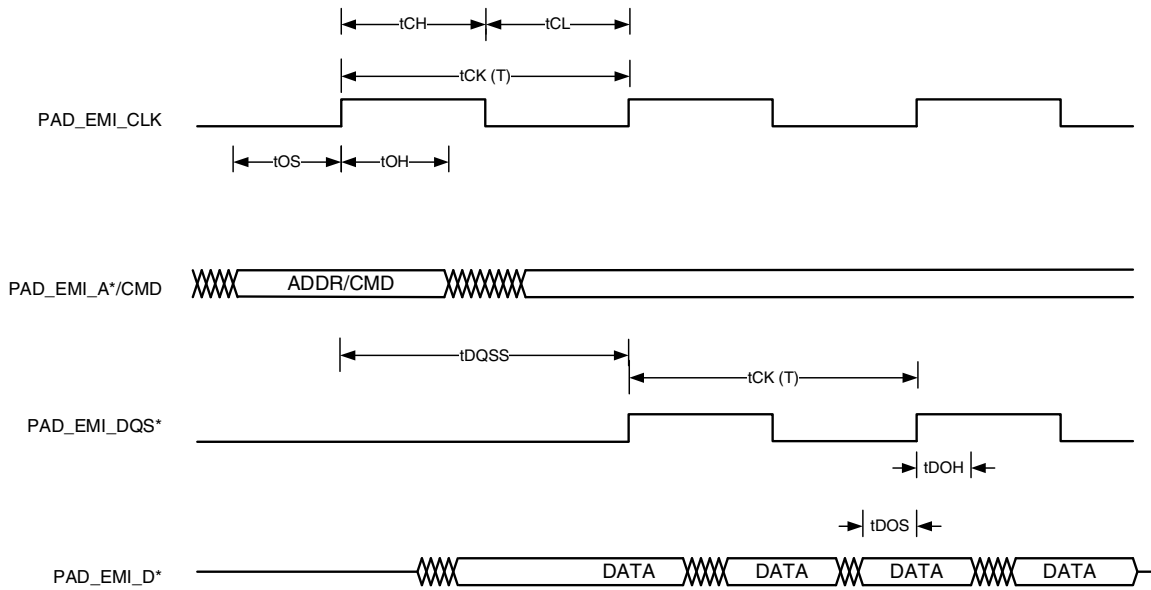 tCH
tCL
tCK (T)
PAD_EMI_CLK
tOS
tOH
PAD_EMI_A*/CMD
ADDR/CMD
tDQSS
tCK (T)
PAD_EMI_DQS*
tDOH
tDOS
PAD_EMI_D*
DATA
DATA
DATA
DATA